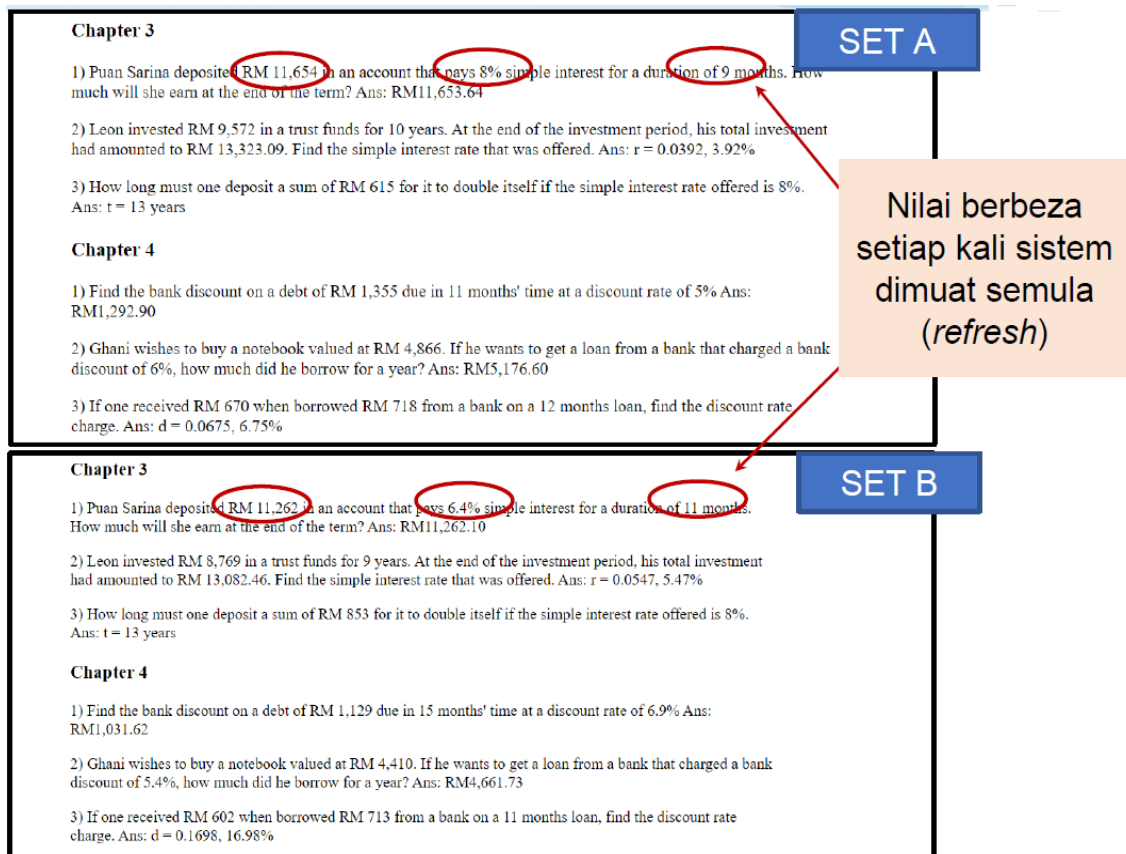 Chapter 3
SET A
1) Puan Sarina deposited RM 11,654 in an account that pays 8% simple interest for a duration of 9 months. How
much will she earn at the end of the term? Ans: RM11,653.64
2) Leon invested RM 9,572 in a trust funds for 10 years. At the end of the investment period, his total investment
had amounted to RM 13,323.09. Find the simple interest rate that was offered. Ans: r = 0.0392, 3.92%
3) How long must one deposit a sum of RM 615 for it to double itself if the simple interest rate offered is 8%.
Ans: t = 13 years
Nilai berbeza
setiap kali sistem
dimuat semula
(refresh)
Chapter 4
1) Find the bank discount on a debt of RM 1,355 due in 11 months' time at a discount rate of 5% Ans:
RM1,292.90
2) Ghani wishes to buy a notebook valued at RM 4,866. If he wants to get a loan from a bank that charged a bank
discount of 6%, how much did he borrow for a year? Ans: RM5,176.60
3) If one received RM 670 when borrowed RM 718 from a bank on a 12 months loan, find the discount rate
charge. Ans: d = 0.0675, 6.75%
Chapter 3
SET B
1) Puan Sarina deposited RM 11,262 in an account that pays 6.4% simple interest for a duration of 11 months.
How much will she earn at the end of the term? Ans: RM11,262.10
2) Leon invested RM 8,769 in a trust funds for 9 years. At the end of the investment period, his total investment
had amounted to RM 13,082.46. Find the simple interest rate that was offered. Ans: r = 0.0547, 5.47%
3) How long must one deposit a sum of RM 853 for it to double itself if the simple interest rate offered is 8%.
Ans: t = 13 years
Chapter 4
1) Find the bank discount on a debt of RM 1,129 due in 15 months' time at a discount rate of 6.9% Ans:
RM1,031.62
2) Ghani wishes to buy a notebook valued at RM 4,410. If he wants to get a loan from a bank that charged a bank
discount of 5.4%, how much did he borrow for a year? Ans: RM4,661.73
3) If one received RM 602 when borrowed RM 713 from a bank on a 11 months loan, find the discount rate
charge. Ans: d = 0.1698, 16.98%